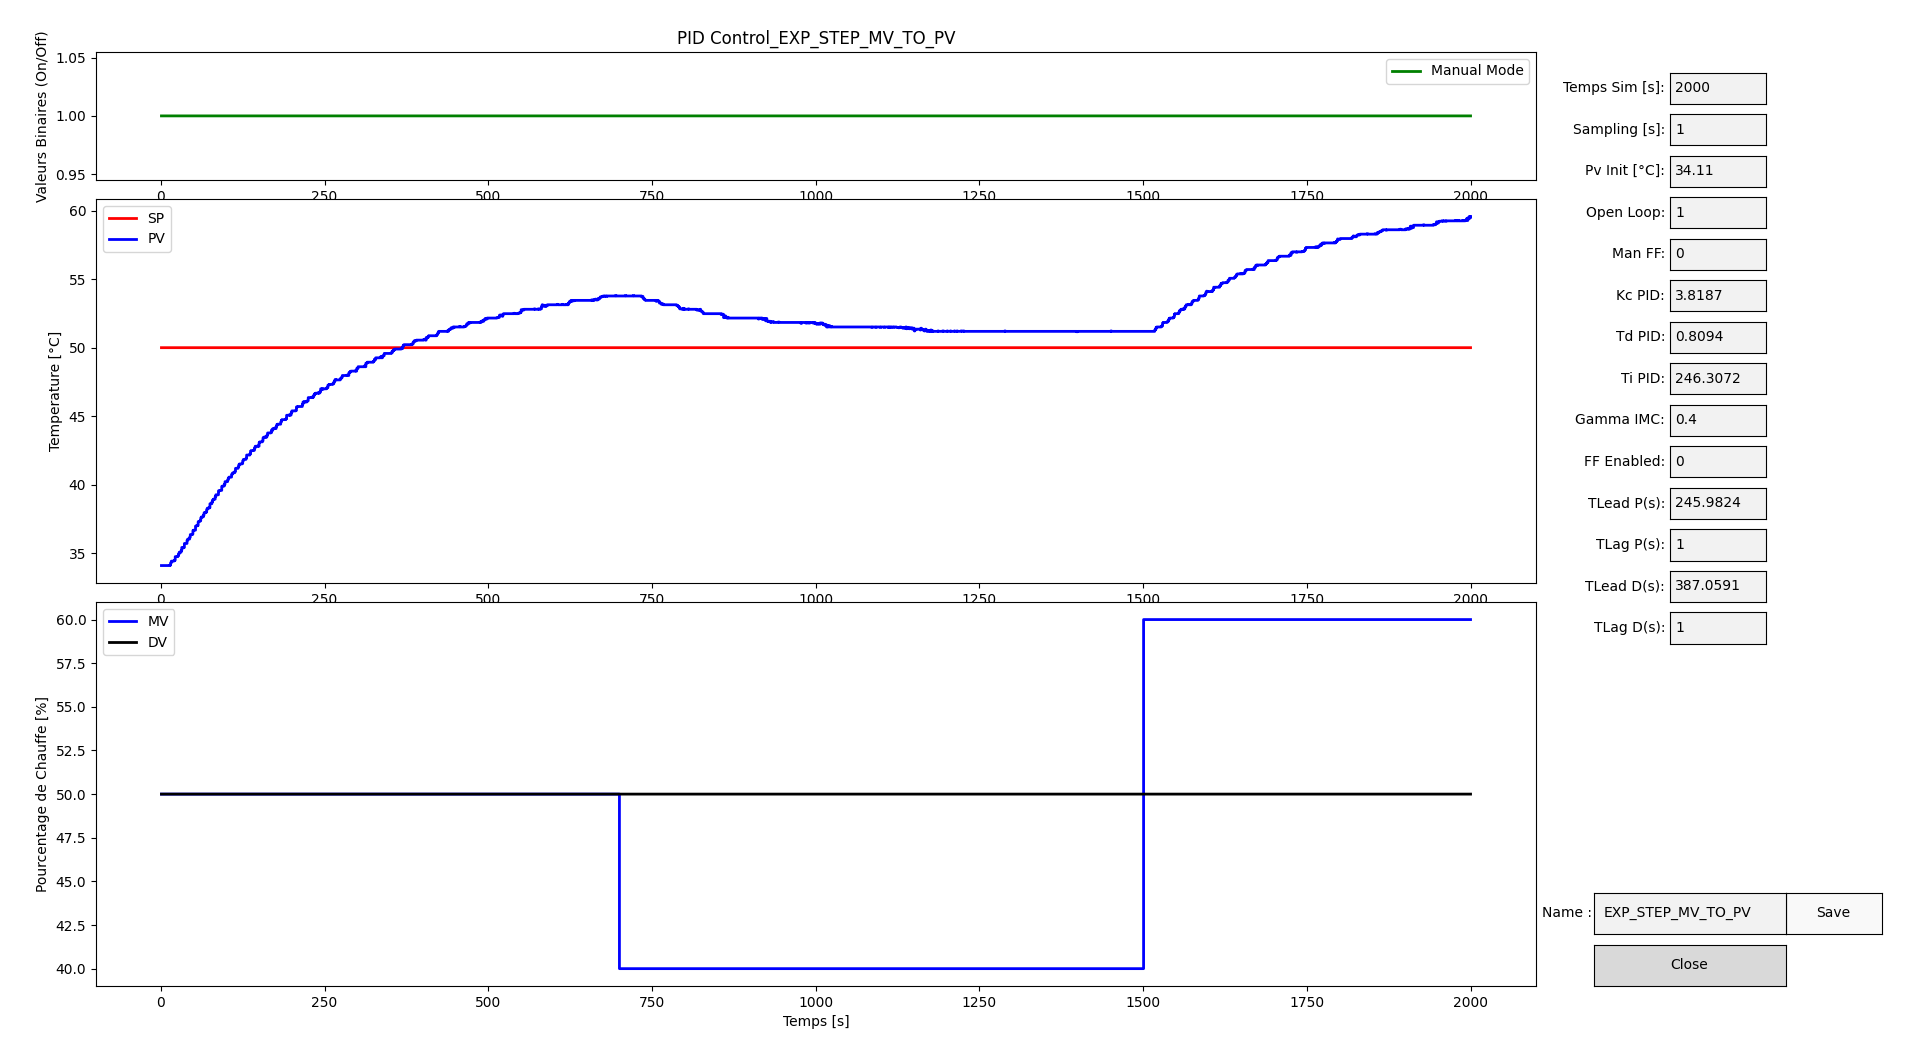 PID Control_EXP_STEP_MV_TO_PV
Valeurs Binaires (On/Off)
1.05
1.00
0.95
Manual Mode
0 250 500 750 1000 1250 1500 1750 2000
Temperature [°C]
60
55
50
45
40
35
SP
PV
0 250 500 750 1000 1250 1500 1750 2000
Pourcentage de Chauffe [%]
60.0
57.5
55.0
52.5
50.0
47.5
45.0
42.5
40.0
MV
DV
0 250 500 750 1000 1250 1500 1750 2000
Temps [s]
Temps Sim [s]: 2000
Sampling [s]: 1
Pv Init [°C]: 34.11
Open Loop: 1
Man FF: 0
Kc PID: 3.8187
Td PID: 0.8094
Ti PID: 246.3072
Gamma IMC: 0.4
FF Enabled: 0
TLead P(s): 245.9824
TLag P(s): 1
TLead D(s): 387.0591
TLag D(s): 1
Name : EXP_STEP_MV_TO_PV Save
Close